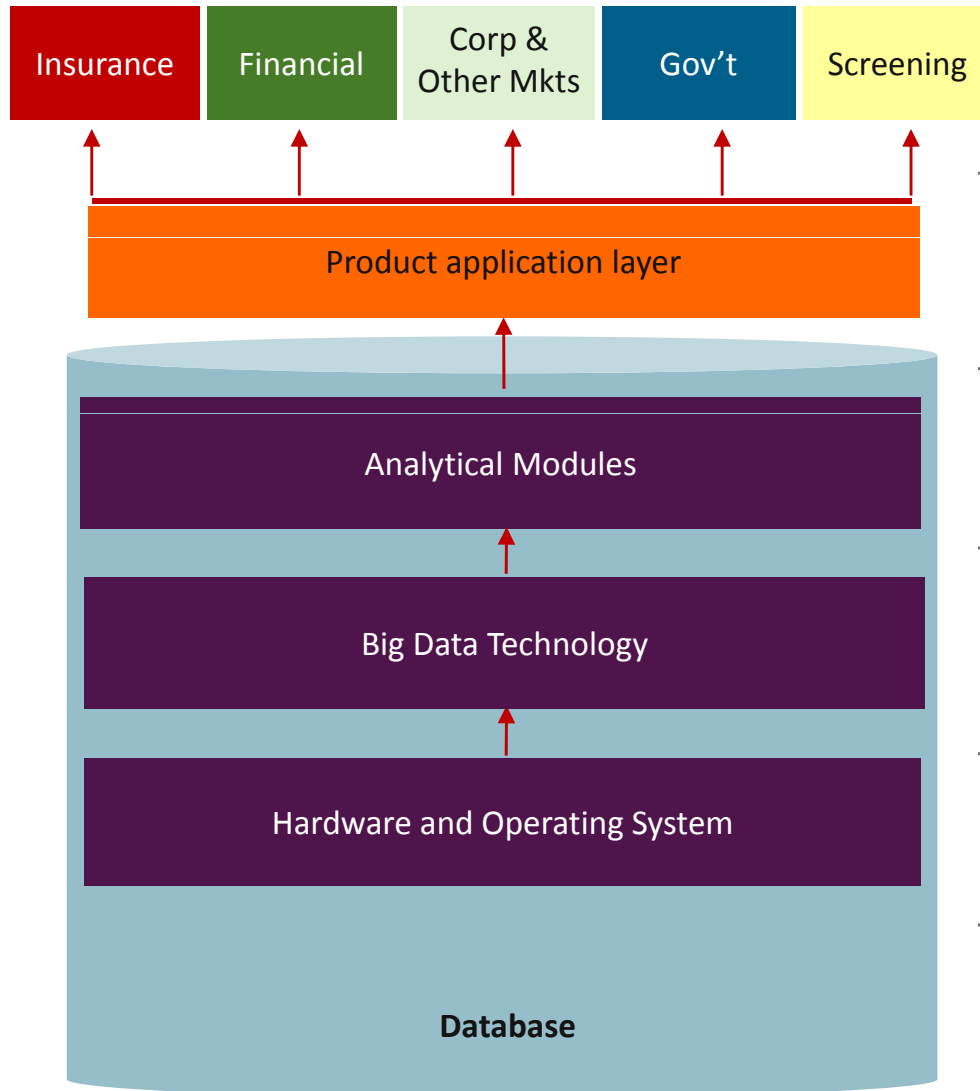 Insurance
Financial
Corp &
Other Mkts
Gov’t
Screening
Product application layer
Analytical Modules
Big Data Technology
Hardware and Operating System
Database